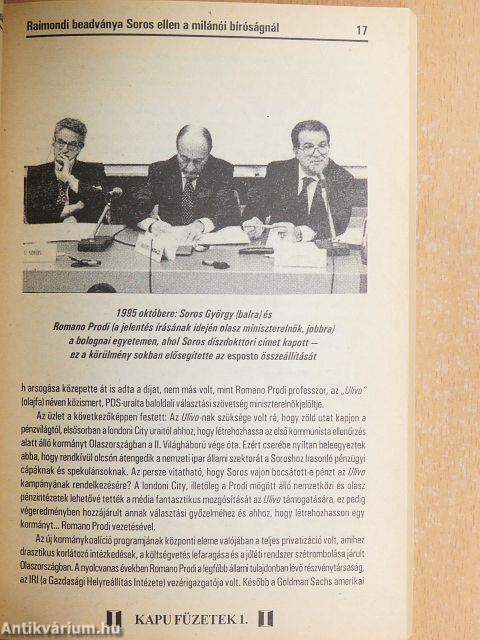 Raimondi beadványa Soros ellen a milánói bíróságnál 17
G. SOROS
1995 októbere: Soros György (balra) és
Romano Prodi (a jelentés írásának idején olasz miniszterelnök, jobbra)
a bolognai egyetemen, ahol Soros díszdokttori címet kapott —
ez a körülmény sokban elősegítette az esposto összeállítását
h arsogása közepette át is adta a díjat, nem más volt, mint Romano Prodi professzor, az „Ulivo"
(olajfa) néven közismert, PDS-uralta baloldali választási szövetség miniszterelnökjelöltje.
Az üzlet a következőképpen festett: Az Ulivo-nak szüksége volt rá, hogy zöld utat kapjon a
pénzvilágtól, elsősorban a londoni City uraitól ahhoz, hogy létrehozhassa az első kommunista ellenőrzés
alatt álló kormányt Olaszországban a II. Világháború vége óta. Ezért cserébe nyíltan beleegyeztek
abba, hogy rendkívül olcsón átengedik a nemzeti ipar állami szektorát a Soroshoz hasonló pénzügyi
cápáknak és spekulánsoknak. Az persze vitatható, hogy Soros vajon bocsátott-e pénzt az Ulivo
kampányának rendelkezésére? A londoni City, illetőleg a Prodi mögött álló nemzetközi és olasz
pénzintézetek lehetővé tették a média fantasztikus mozgósítását az Ulivo támogatására, ez pedig
végeredményben hozzájárult annak választási győzelméhez és ahhoz, hogy létrehozhasson egy
kormányt... Romano Prodi vezetésével.
Az új kormánykoalíció programjának központi eleme valójában a teljes privatizáció volt, amihez
drasztikus korlátozó intézkedések, a költségvetés lefaragása és a jóléti rendszer szétrombolása járult
Olaszországban. A nyolcvanas években Romano Prodi a legfőbb állami tulajdonban lévő részvénytársaság,
az IRI (a Gazdasági Helyreállítás Intézete) vezérigazgatója volt. Később a Goldman Sachs amerikai
KAPU FÜZETEK 1.
Antikvárium.hu